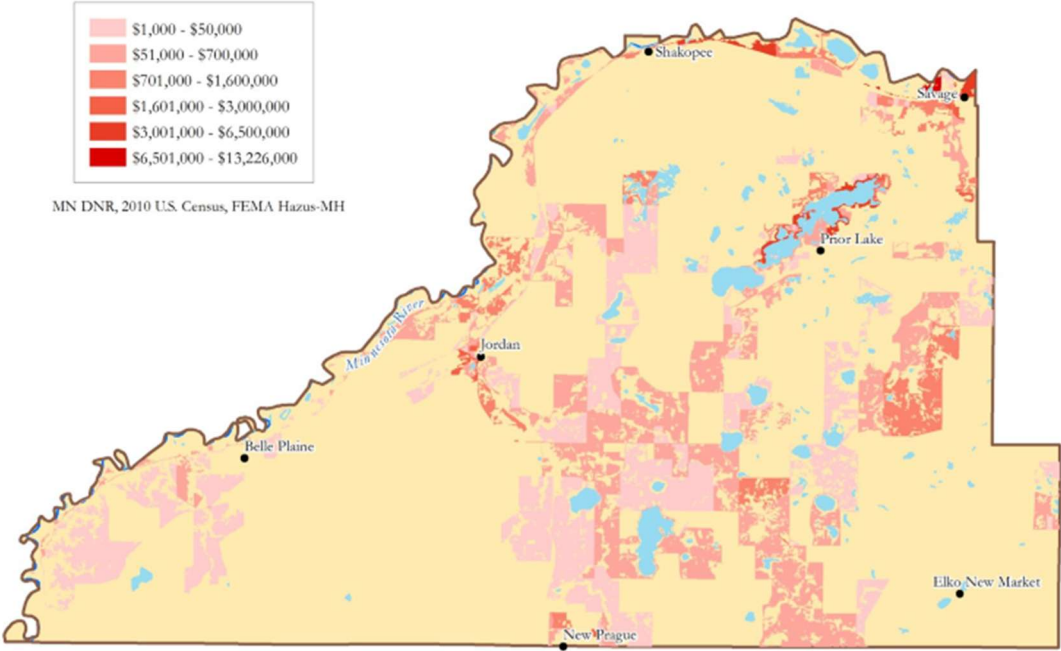 $1,000 - $50,000
$51,000 - $700,000
$701,000 - $1,600,000
$1,601,000 - $3,000,000
$3,001,000 - $6,500,000
$6,501,000 - $13,226,000
MN DNR, 2010 U.S. Census, FEMA Hazus-MH
Shakopee
Savage
Prior Lake
Minnesota River
Jordan
Belle Plaine
Elko New Market
New Prague